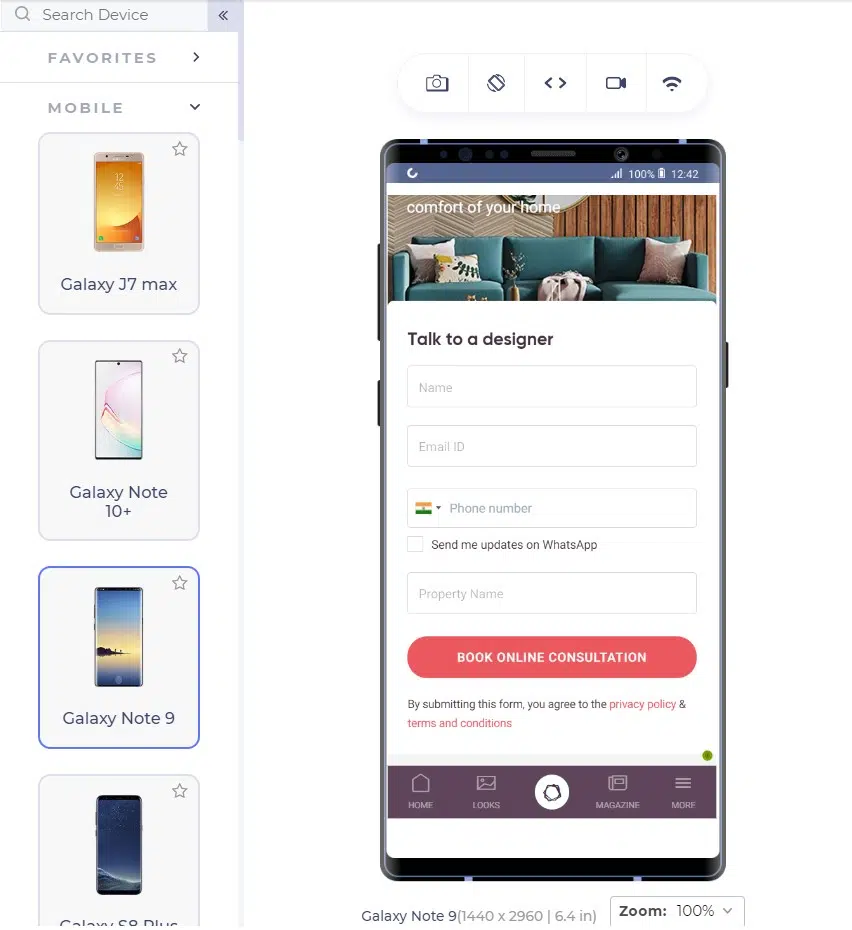 Search Device
FAVORITES
MOBILE
Galaxy J7 max
Galaxy Note
10+
Galaxy Note 9
Galaxy S8 Plus
100%
12:42
comfort of your home
Talk to a designer
Name
Email ID
Phone number
Send me updates on WhatsApp
Property Name
BOOK ONLINE CONSULTATION
By submitting this form, you agree to the privacy policy &
terms and conditions
HOME
LOOKS
MAGAZINE
MORE
Galaxy Note 9(1440 x 2960 | 6.4 in)
Zoom: 100%